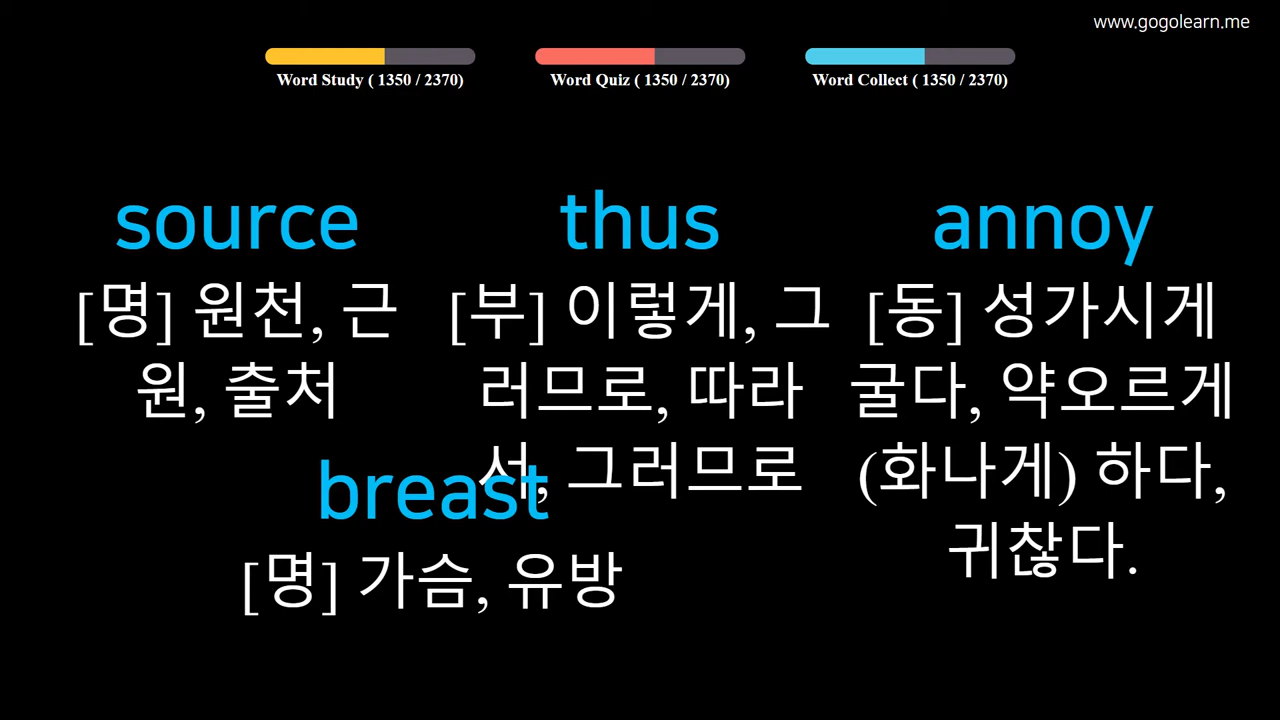 www.gogolearn.me
Word Study ( 1350 / 2370)
Word Quiz ( 1350 / 2370)
Word Collect ( 1350 / 2370)
source
[명] 원천, 근
원, 출처
thus
[부] 이렇게, 그
러므로, 따라
서, 그러므로
annoy
[동] 성가시게
굴다, 약오르게
(화나게) 하다,
귀찮다.
breast
[명] 가슴, 유방